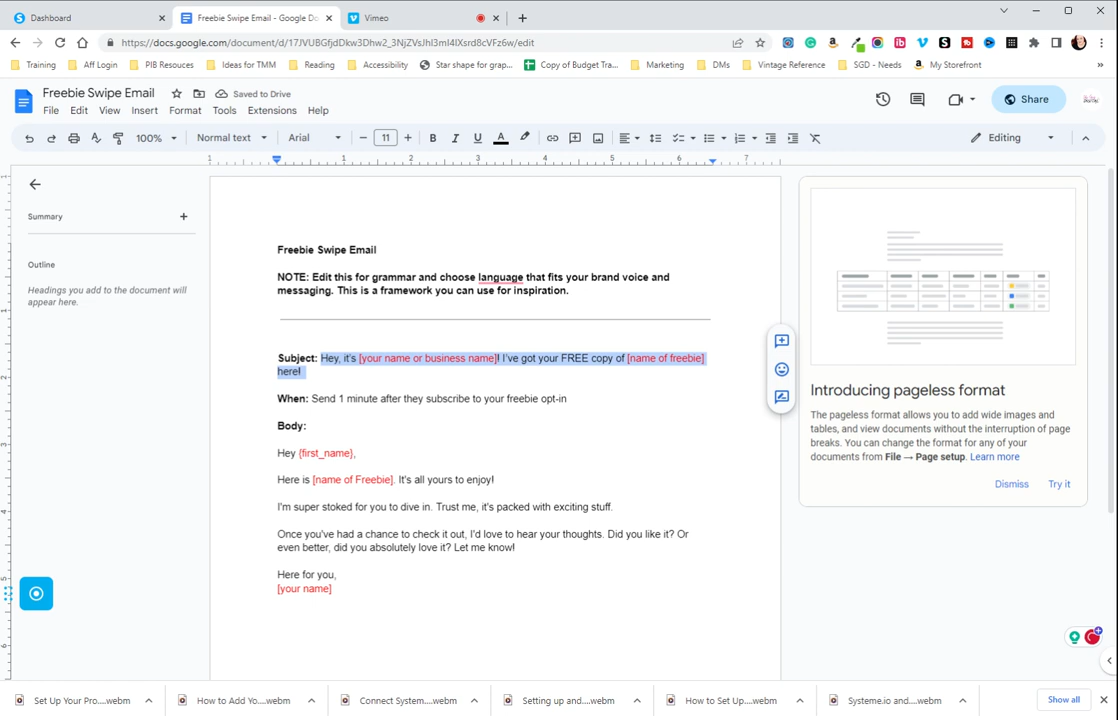 Dashboard
Freebie Swipe Email - Google Do
Vimeo
https://docs.google.com/document/d/17JVUBGfjdDkw3Dhw2_3NjZVsJhl3ml4IXsrd8cVFz6w/edit
Training
Aff Login
PIB Resouces
Ideas for TMM
Reading
Accessibility
Star shape for grap...
Copy of Budget Tra...
Marketing
DMs
Vintage Reference
SGD - Needs
My Storefront
Freebie Swipe Email
Saved to Drive
File Edit View Insert Format Tools Extensions Help
Share
100% Normal text Arial 11 B I U A Editing
1 1 2 3 4 5 6 7
Summary
Outline
Headings you add to the document will
appear here.
Freebie Swipe Email
NOTE: Edit this for grammar and choose language that fits your brand voice and
messaging. This is a framework you can use for inspiration.
Subject: Hey, it's [your name or business name]! I've got your FREE copy of [name of freebie]
here!
When: Send 1 minute after they subscribe to your freebie opt-in
Body:
Hey {first_name},
Here is [name of Freebie]. It's all yours to enjoy!
I'm super stoked for you to dive in. Trust me, it's packed with exciting stuff.
Once you've had a chance to check it out, I'd love to hear your thoughts. Did you like it? Or
even better, did you absolutely love it? Let me know!
Here for you,
[your name]
Introducing pageless format
The pageless format allows you to add wide images and
tables, and view documents without the interruption of page
breaks. You can change the format for any of your
documents from File → Page setup. Learn more
Dismiss Try it
Set Up Your Pro....webm
How to Add Yo....webm
Connect System....webm
Setting up and....webm
How to Set Up....webm
Systeme.io and....webm
Show all